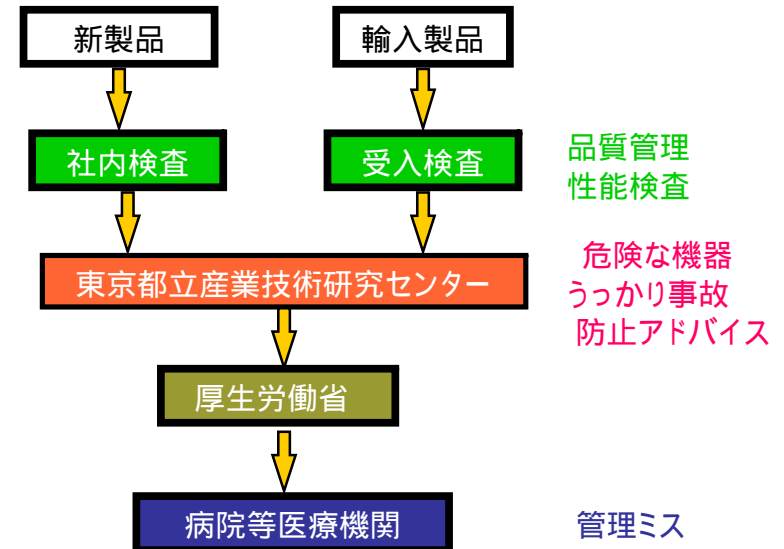 新製品
輸入製品
社内検査
受入検査
品質管理
性能検査
東京都立産業技術研究センター
危険な機器
うっかり事故
防止アドバイス
厚生労働省
病院等医療機関
管理ミス